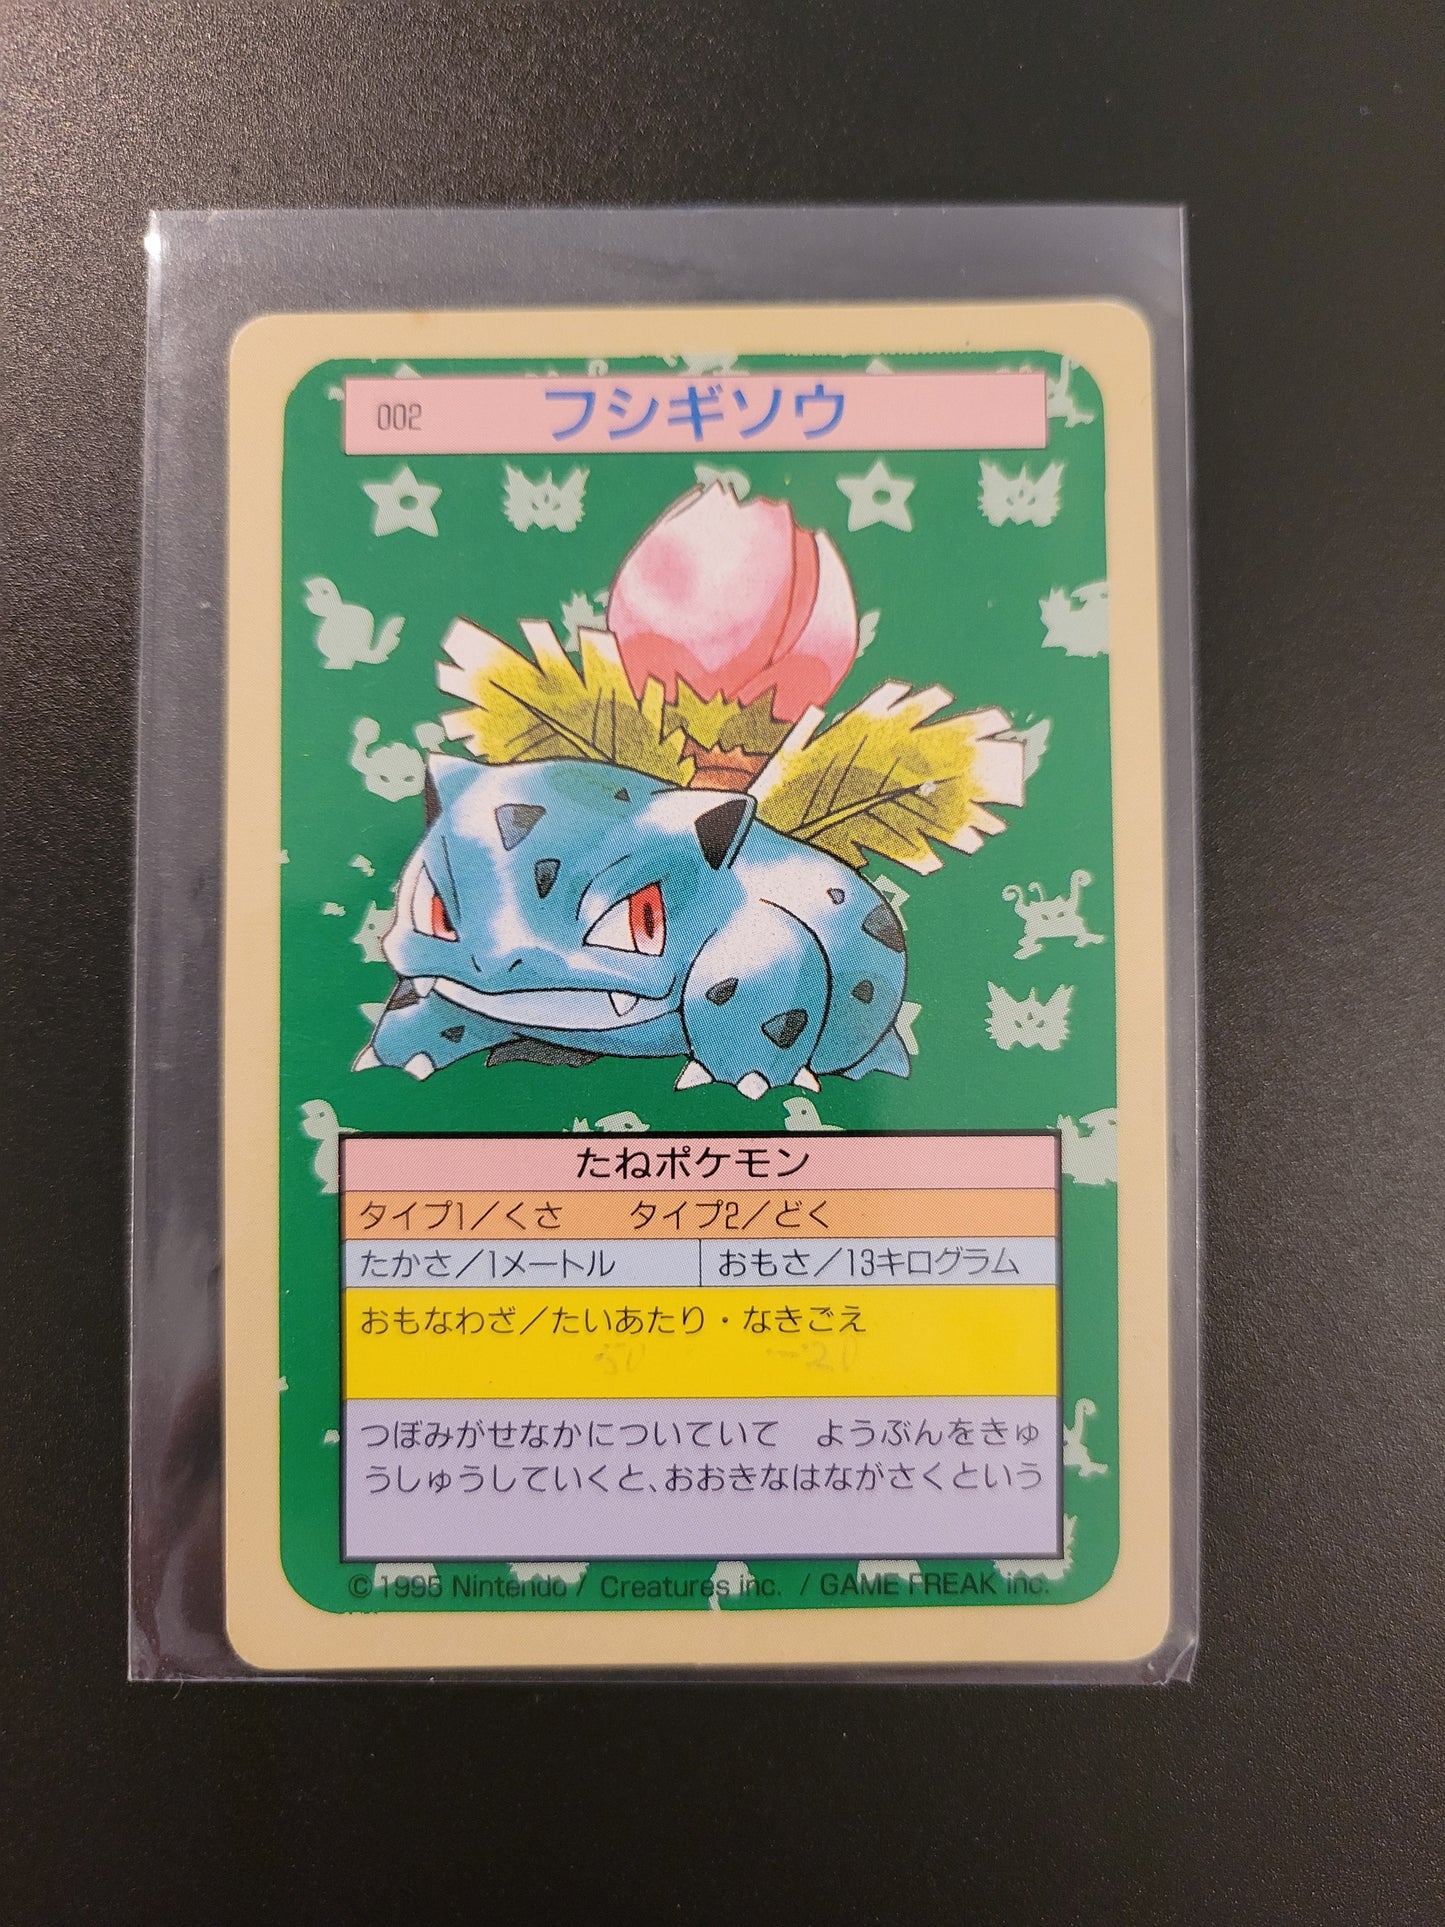 002 フシギソウ
たねポケモン
タイプ1／くさ　タイプ2／どく
たかさ／1メートル　おもさ／13キログラム
おもなわざ／たいあたり・なきごえ
50　-20
つぼみがせなかについていて　ようぶんをきゅ
うしゅうしていくと、おおきなはながさくという
© 1995 Nintendo / Creatures inc. / GAME FREAK inc.